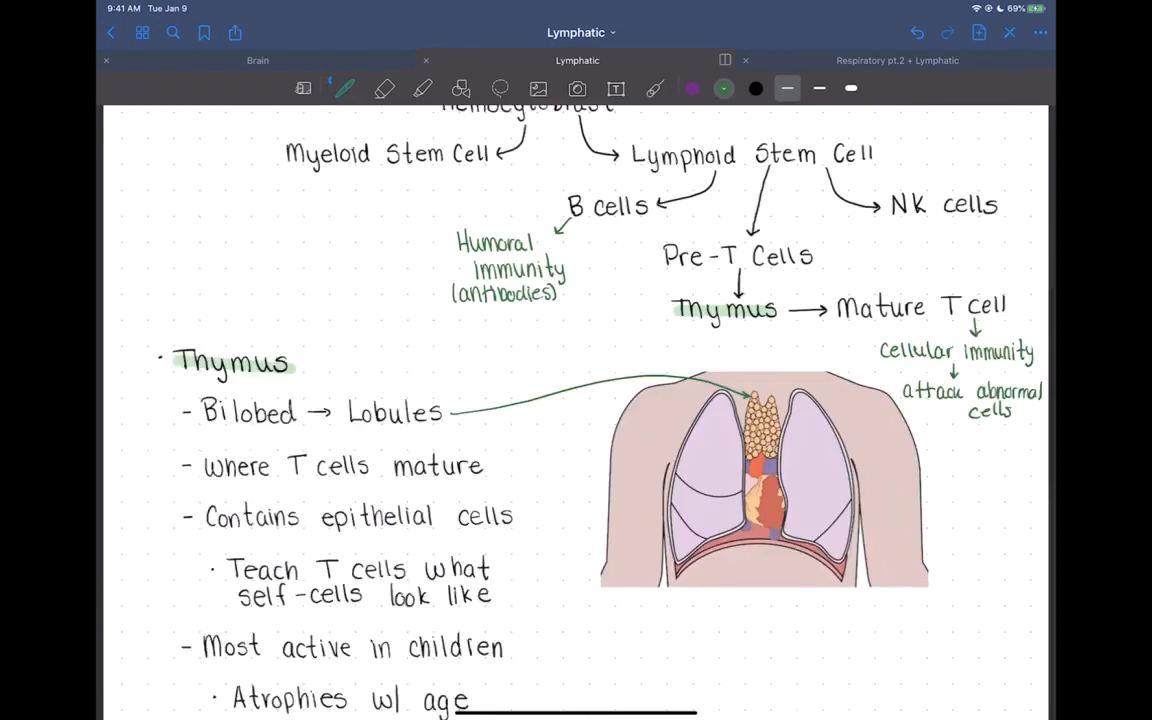 9:41 AM Tue Jan 9
69%
Lymphatic
Brain
Lymphatic
Respiratory pt.2 + Lymphatic
Hemocytoblast
Myeloid Stem Cell
Lymphoid Stem Cell
B cells
NK cells
Humoral
immunity
(antibodies)
Pre-T Cells
Thymus → Mature T cell
Cellular immunity
attack abnormal
cells
· Thymus
- Bilobed → Lobules
- Where T cells mature
- Contains epithelial cells
· Teach T cells what
self-cells look like
- Most active in children
· Atrophies w/ age